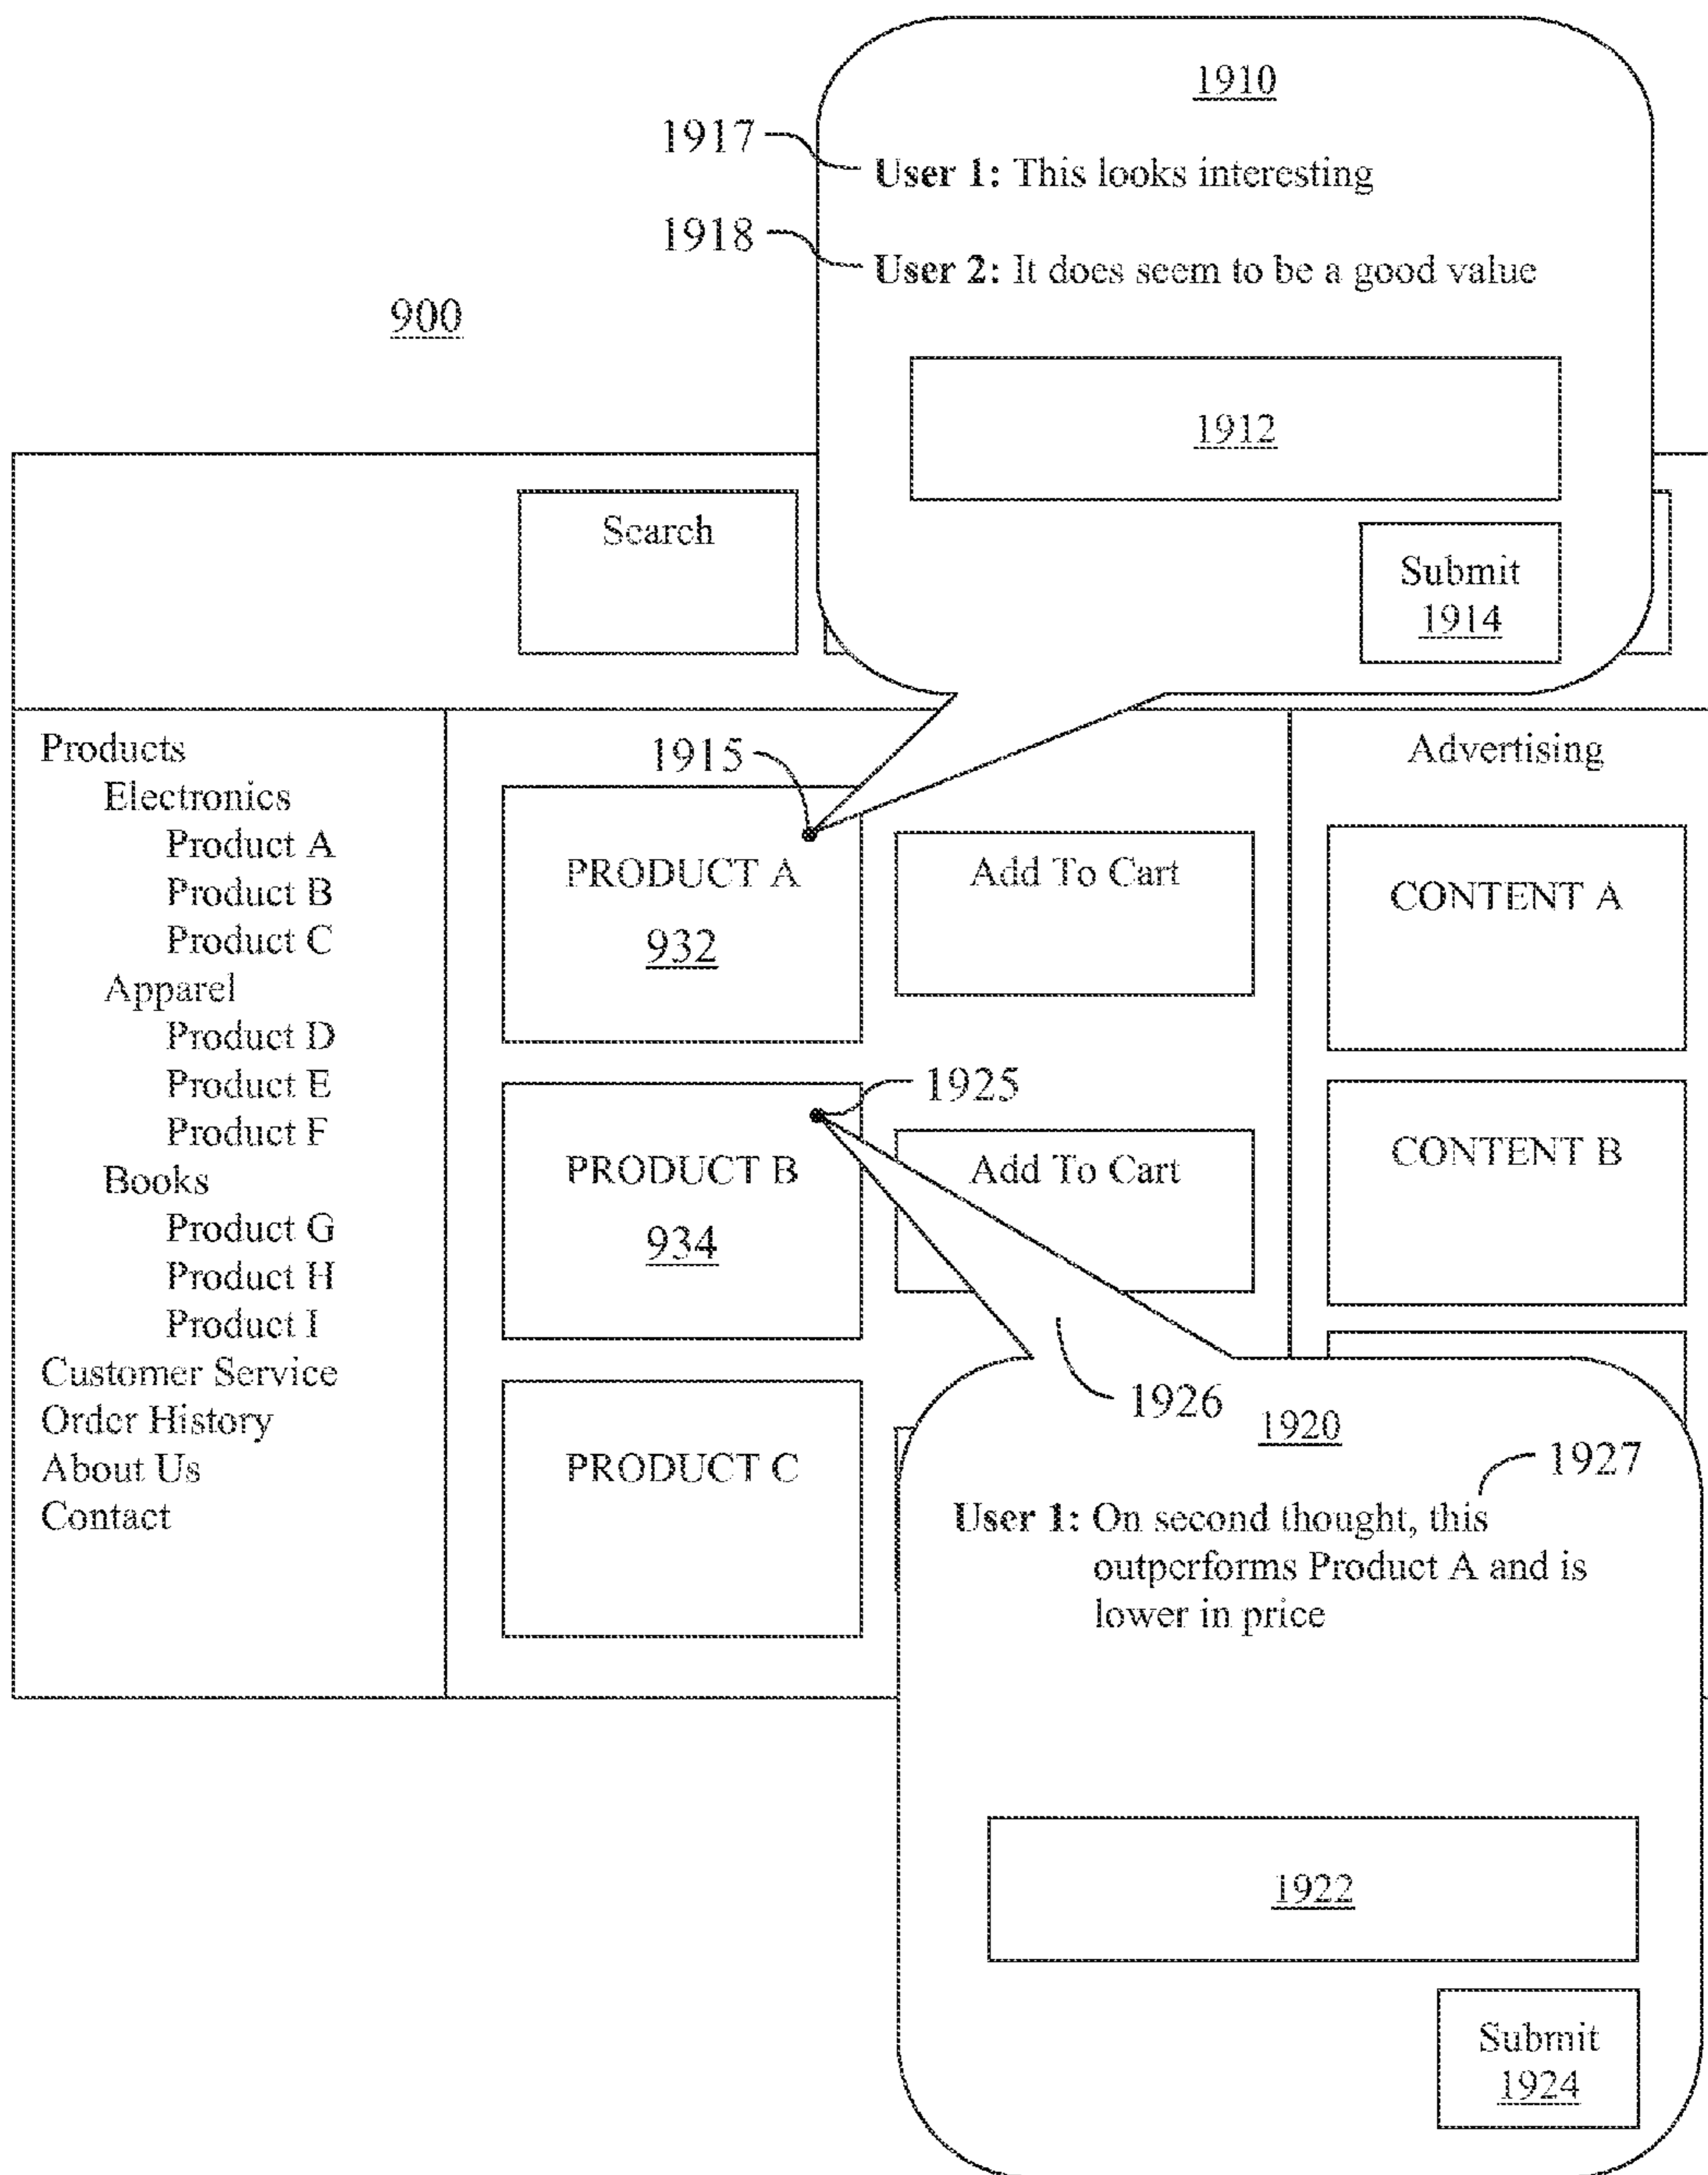 1910
1917
User 1: This looks interesting
1918
User 2: It does seem to be a good value
900
1912
Search
Submit
1914
Products
Electronics
Product A
Product B
Product C
Apparel
Product D
Product E
Product F
Books
Product G
Product H
Product I
Customer Service
Order History
About Us
Contact
1915
PRODUCT A
932
Add To Cart
1925
PRODUCT B
934
Add To Cart
PRODUCT C
Advertising
CONTENT A
CONTENT B
1926
1920
1927
User 1: On second thought, this
outperforms Product A and is
lower in price
1922
Submit
1924